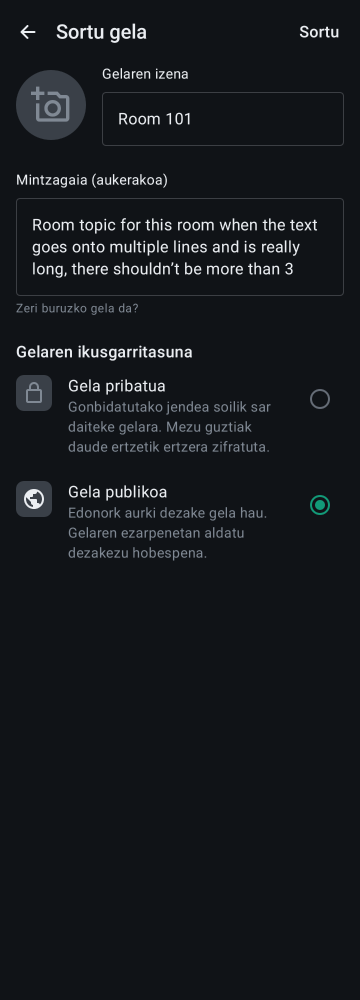 Sortu gela
Sortu
Gelaren izena
Room 101
Mintzagaia (aukerakoa)
Room topic for this room when the text
goes onto multiple lines and is really
long, there shouldn’t be more than 3
Zeri buruzko gela da?
Gelaren ikusgarritasuna
Gela pribatua
Gonbidatutako jendea soilik sar
daiteke gelara. Mezu guztiak
daude ertzetik ertzera zifratuta.
Gela publikoa
Edonork aurki dezake gela hau.
Gelaren ezarpenetan aldatu
dezakezu hobespena.